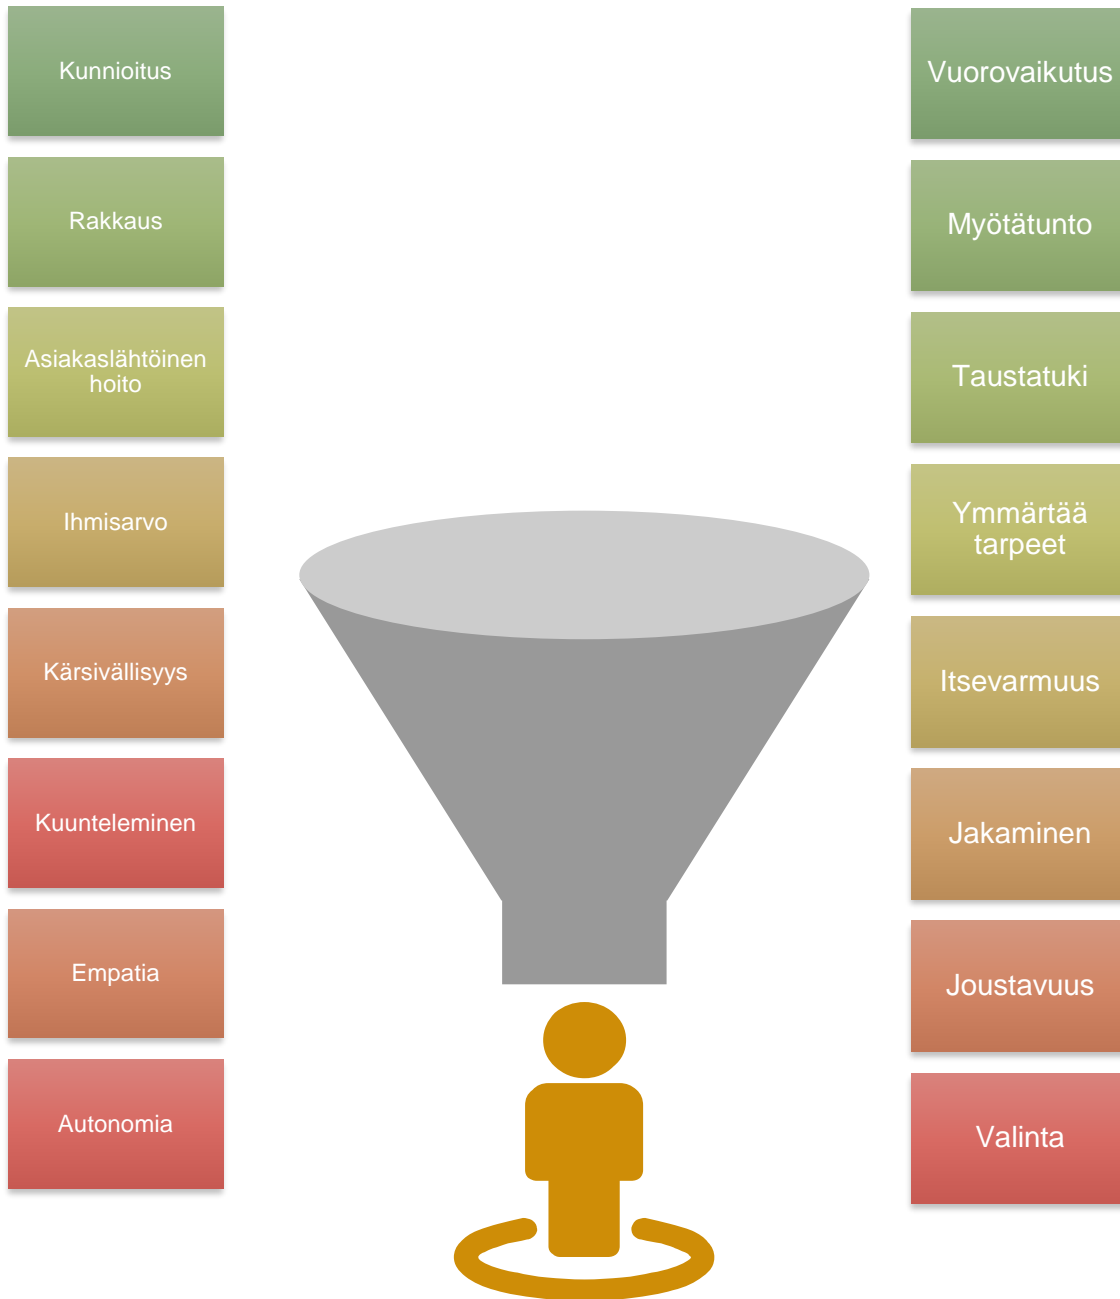 Kunnioitus
Rakkaus
Asiakaslähtöinen
hoito
Ihmisarvo
Kärsivällisyys
Kuunteleminen
Empatia
Autonomia
Vuorovaikutus
Myötätunto
Taustatuki
Ymmärtää
tarpeet
Itsevarmuus
Jakaminen
Joustavuus
Valinta